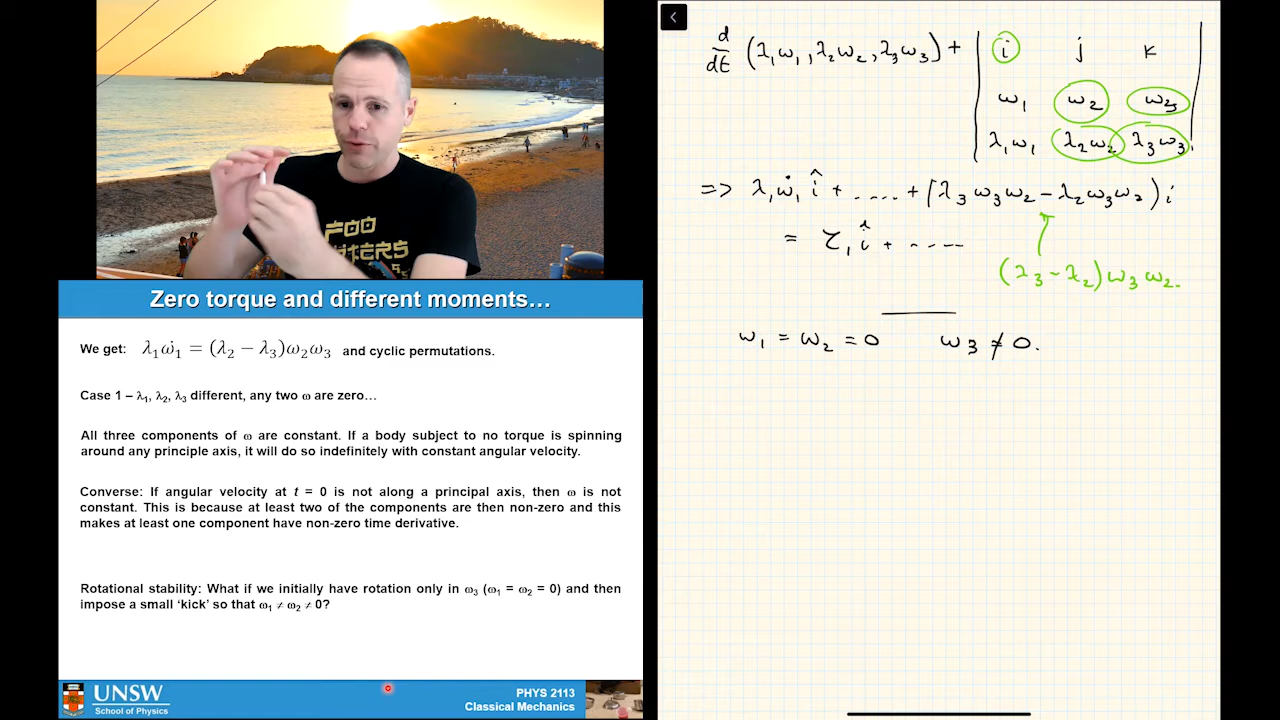 FOO
Zero torque and different moments…
We get: λ₁ω̇₁ = (λ₂ − λ₃)ω₂ω₃ and cyclic permutations.
Case 1 – λ₁, λ₂, λ₃ different, any two ω are zero…
All three components of ω are constant. If a body subject to no torque is spinning
around any principle axis, it will do so indefinitely with constant angular velocity.
Converse: If angular velocity at t = 0 is not along a principal axis, then ω is not
constant. This is because at least two of the components are then non-zero and this
makes at least one component have non-zero time derivative.
Rotational stability: What if we initially have rotation only in ω₃ (ω₁ = ω₂ = 0) and then
impose a small ‘kick’ so that ω₁ ≠ ω₂ ≠ 0?
UNSW
School of Physics
PHYS 2113
Classical Mechanics
d/dt (λ₁ω₁, λ₂ω₂, λ₃ω₃) + | i j k
ω₁ ω₂ ω₃
λ₁ω₁ λ₂ω₂ λ₃ω₃ |
=> λ₁ω̇₁ î + .... + (λ₃ω₃ω₂ − λ₂ω₃ω₂) i
= τ₁ î + ----
(λ₃ − λ₂)ω₃ω₂.
ω₁ = ω₂ = 0 ω₃ ≠ 0.